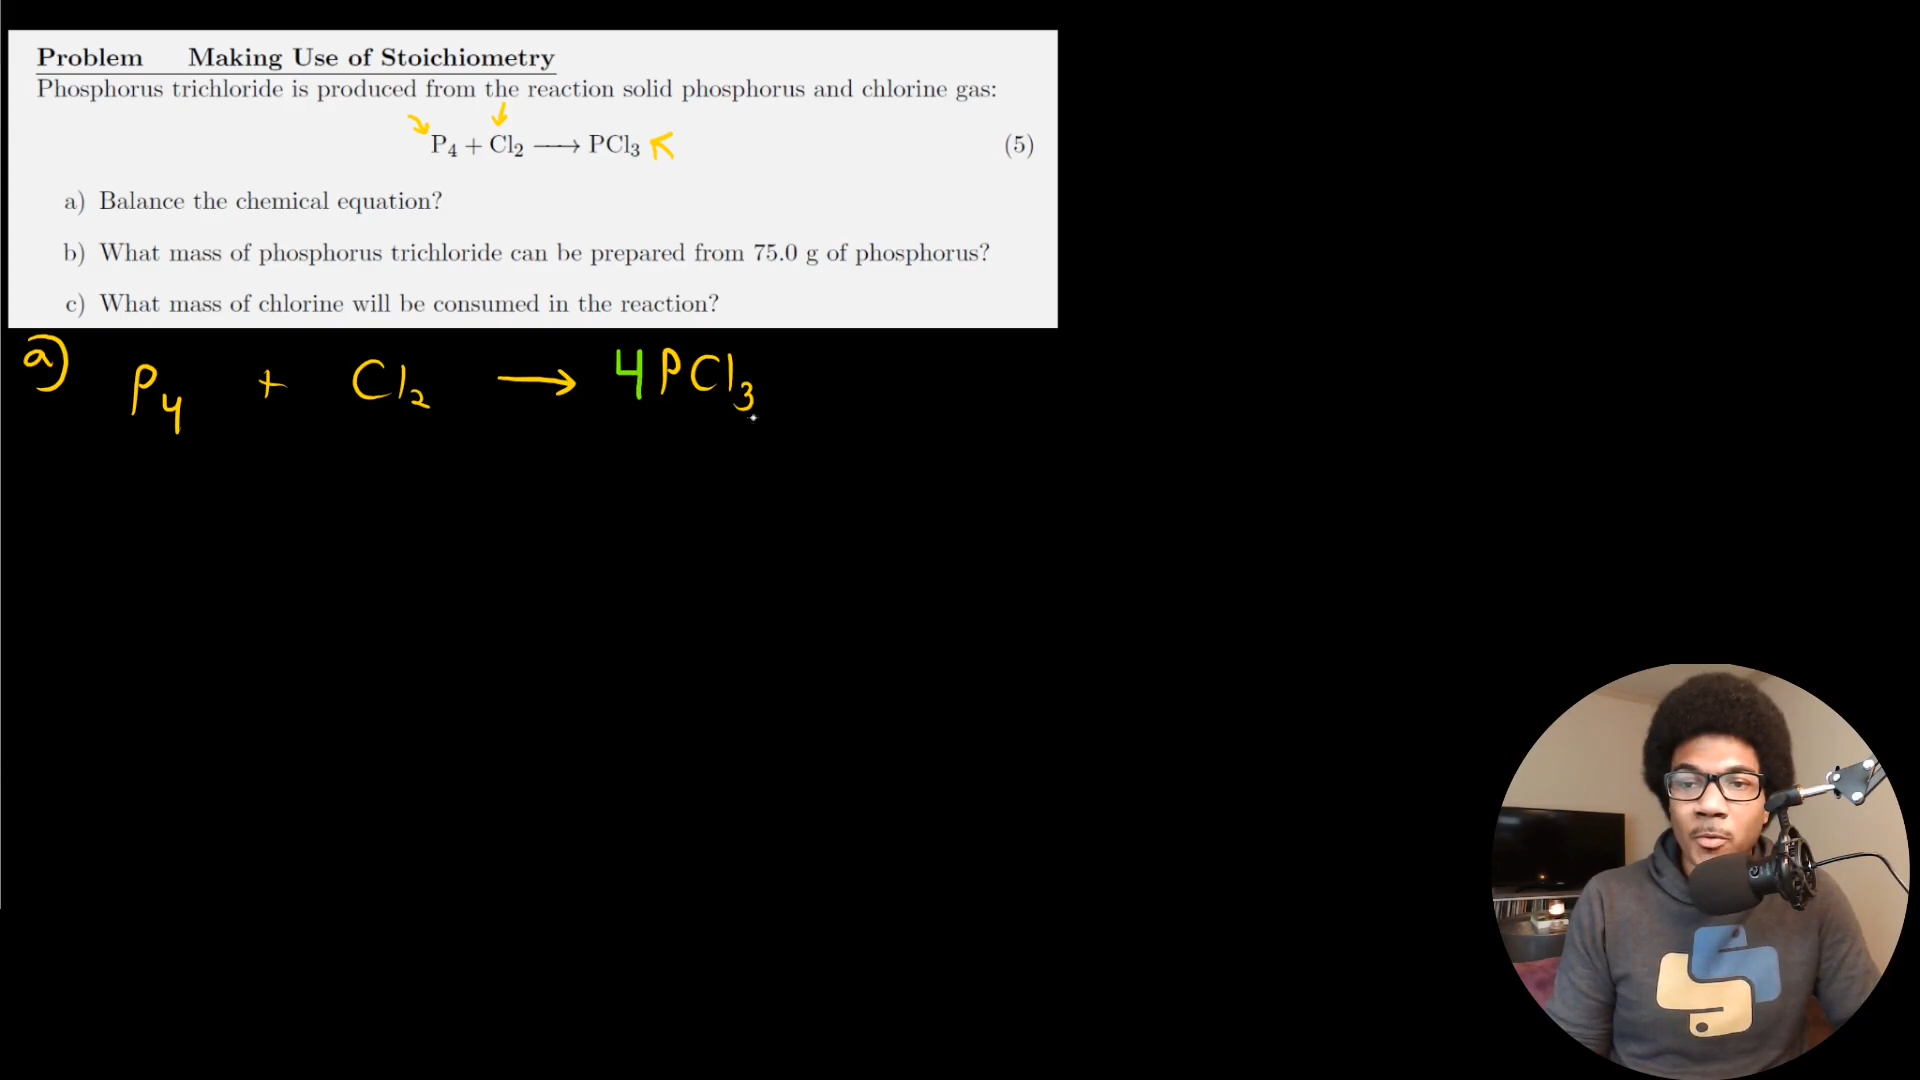 Problem Making Use of Stoichiometry
Phosphorus trichloride is produced from the reaction solid phosphorus and chlorine gas:
P₄ + Cl₂ ⟶ PCl₃ (5)
a) Balance the chemical equation?
b) What mass of phosphorus trichloride can be prepared from 75.0 g of phosphorus?
c) What mass of chlorine will be consumed in the reaction?
a) P₄ + Cl₂ → 4PCl₃